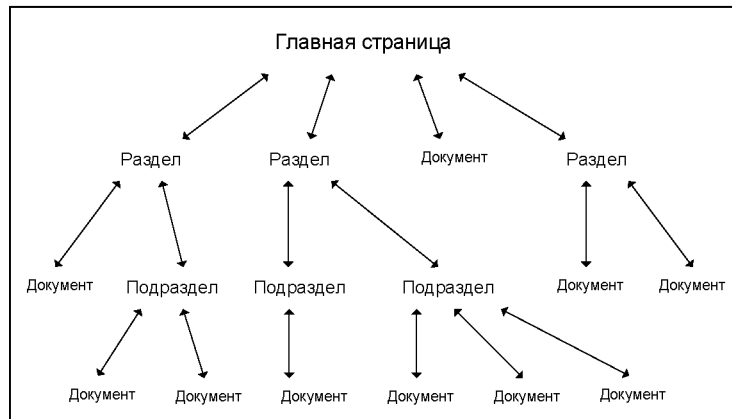 Главная страница
Раздел Раздел Документ Раздел
Документ Подраздел Подраздел Подраздел Документ Документ
Документ Документ Документ Документ Документ Документ